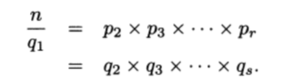 n/q₁ = p₂ × p₃ × ⋯ × pᵣ
= q₂ × q₃ × ⋯ × qₛ.